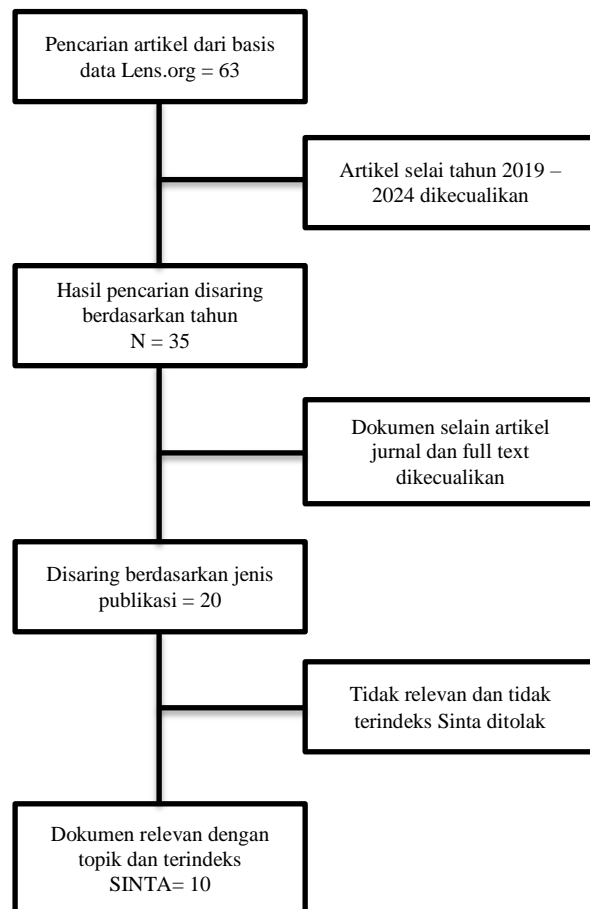 Pencarian artikel dari basis
data Lens.org = 63
Artikel selai tahun 2019 –
2024 dikecualikan
Hasil pencarian disaring
berdasarkan tahun
N = 35
Dokumen selain artikel
jurnal dan full text
dikecualikan
Disaring berdasarkan jenis
publikasi = 20
Tidak relevan dan tidak
terindeks Sinta ditolak
Dokumen relevan dengan
topik dan terindeks
SINTA= 10